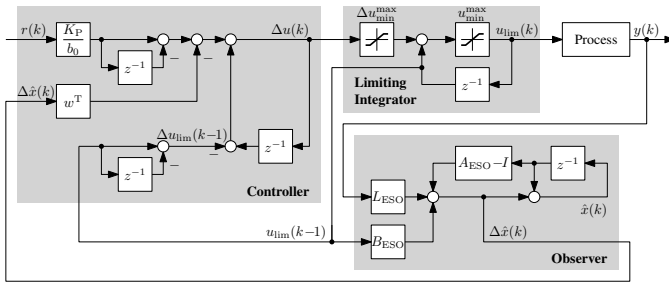 r(k)
K_P
b_0
z⁻¹
−
−
Δu(k)
Δu_min^max
u_min^max
u_lim(k)
Process
y(k)
Limiting
Integrator
z⁻¹
Δx̂(k)
w^T
Δu_lim(k−1)
−
z⁻¹
z⁻¹
−
Controller
A_ESO−I
z⁻¹
L_ESO
x̂(k)
u_lim(k−1)
B_ESO
Δx̂(k)
Observer